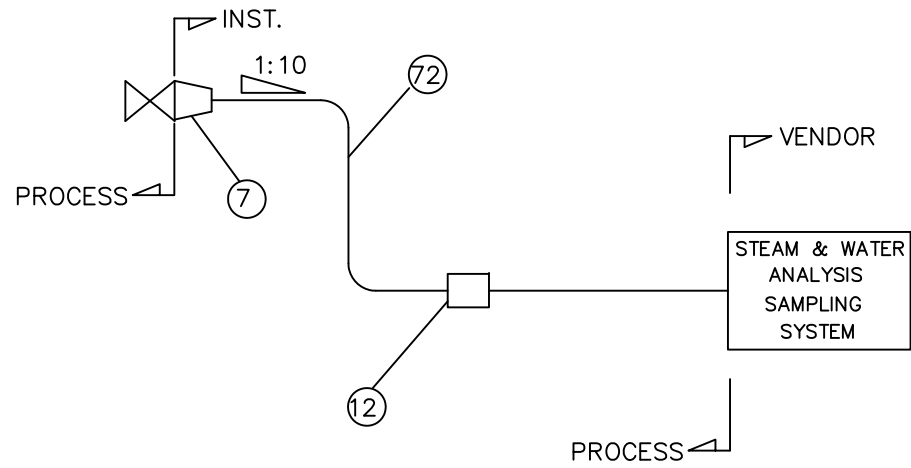 INST.
1:10
72
VENDOR
PROCESS
7
STEAM & WATER
ANALYSIS
SAMPLING
SYSTEM
12
PROCESS